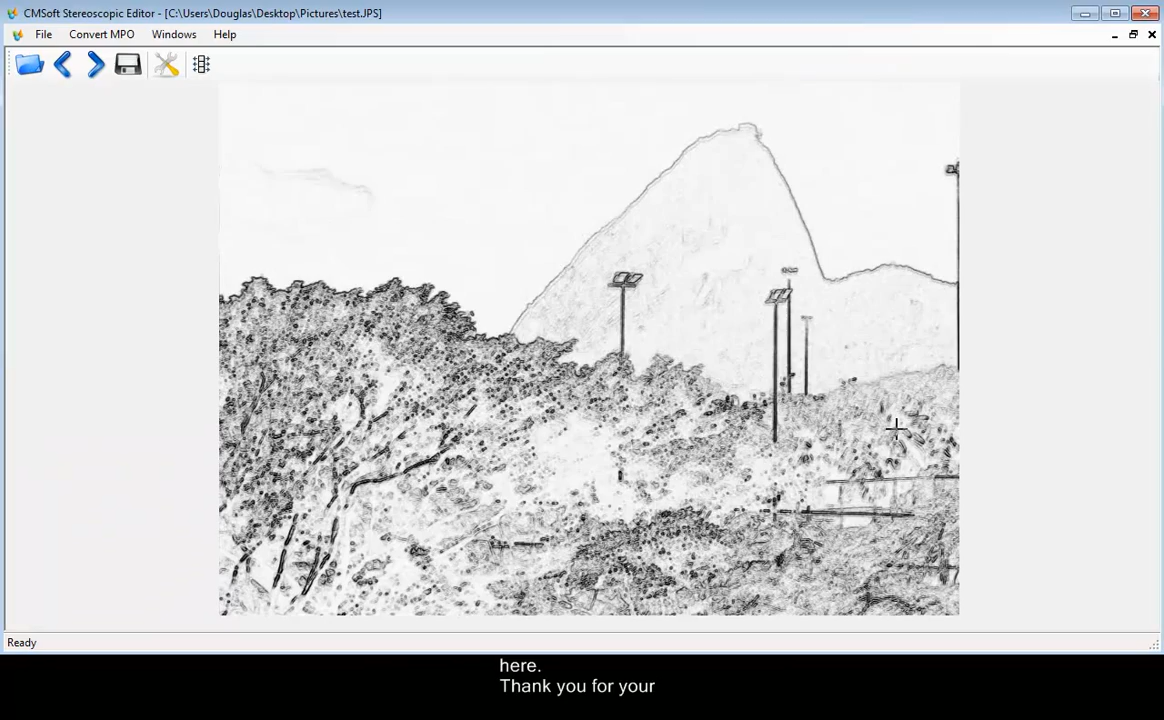 CMSoft Stereoscopic Editor - [C:\Users\Douglas\Desktop\Pictures\test.JPS]
File Convert MPO Windows Help
Ready
here.
Thank you for your